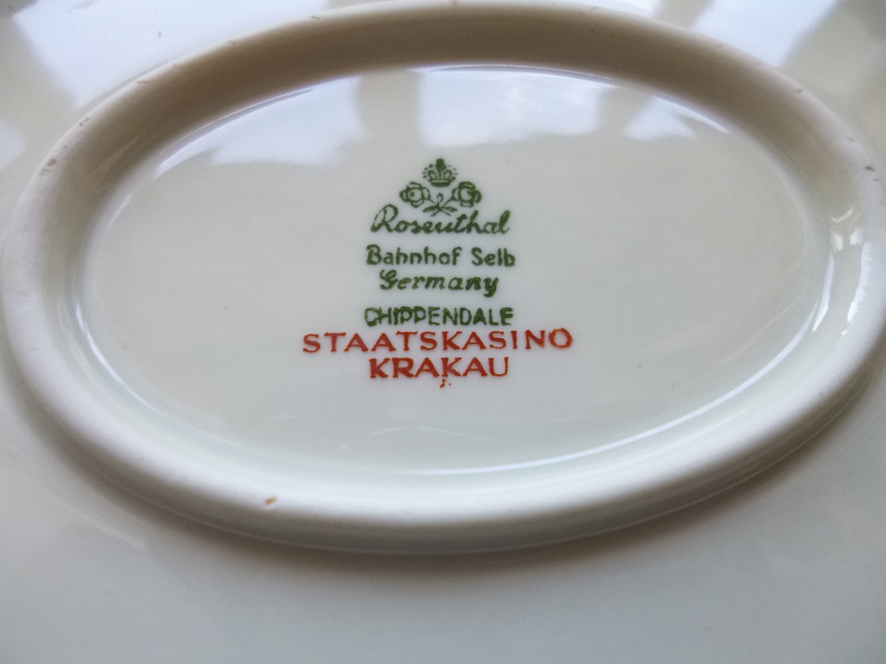 Rosenthal
Bahnhof Selb
Germany
CHIPPENDALE
STAATSKASINO
KRAKAU